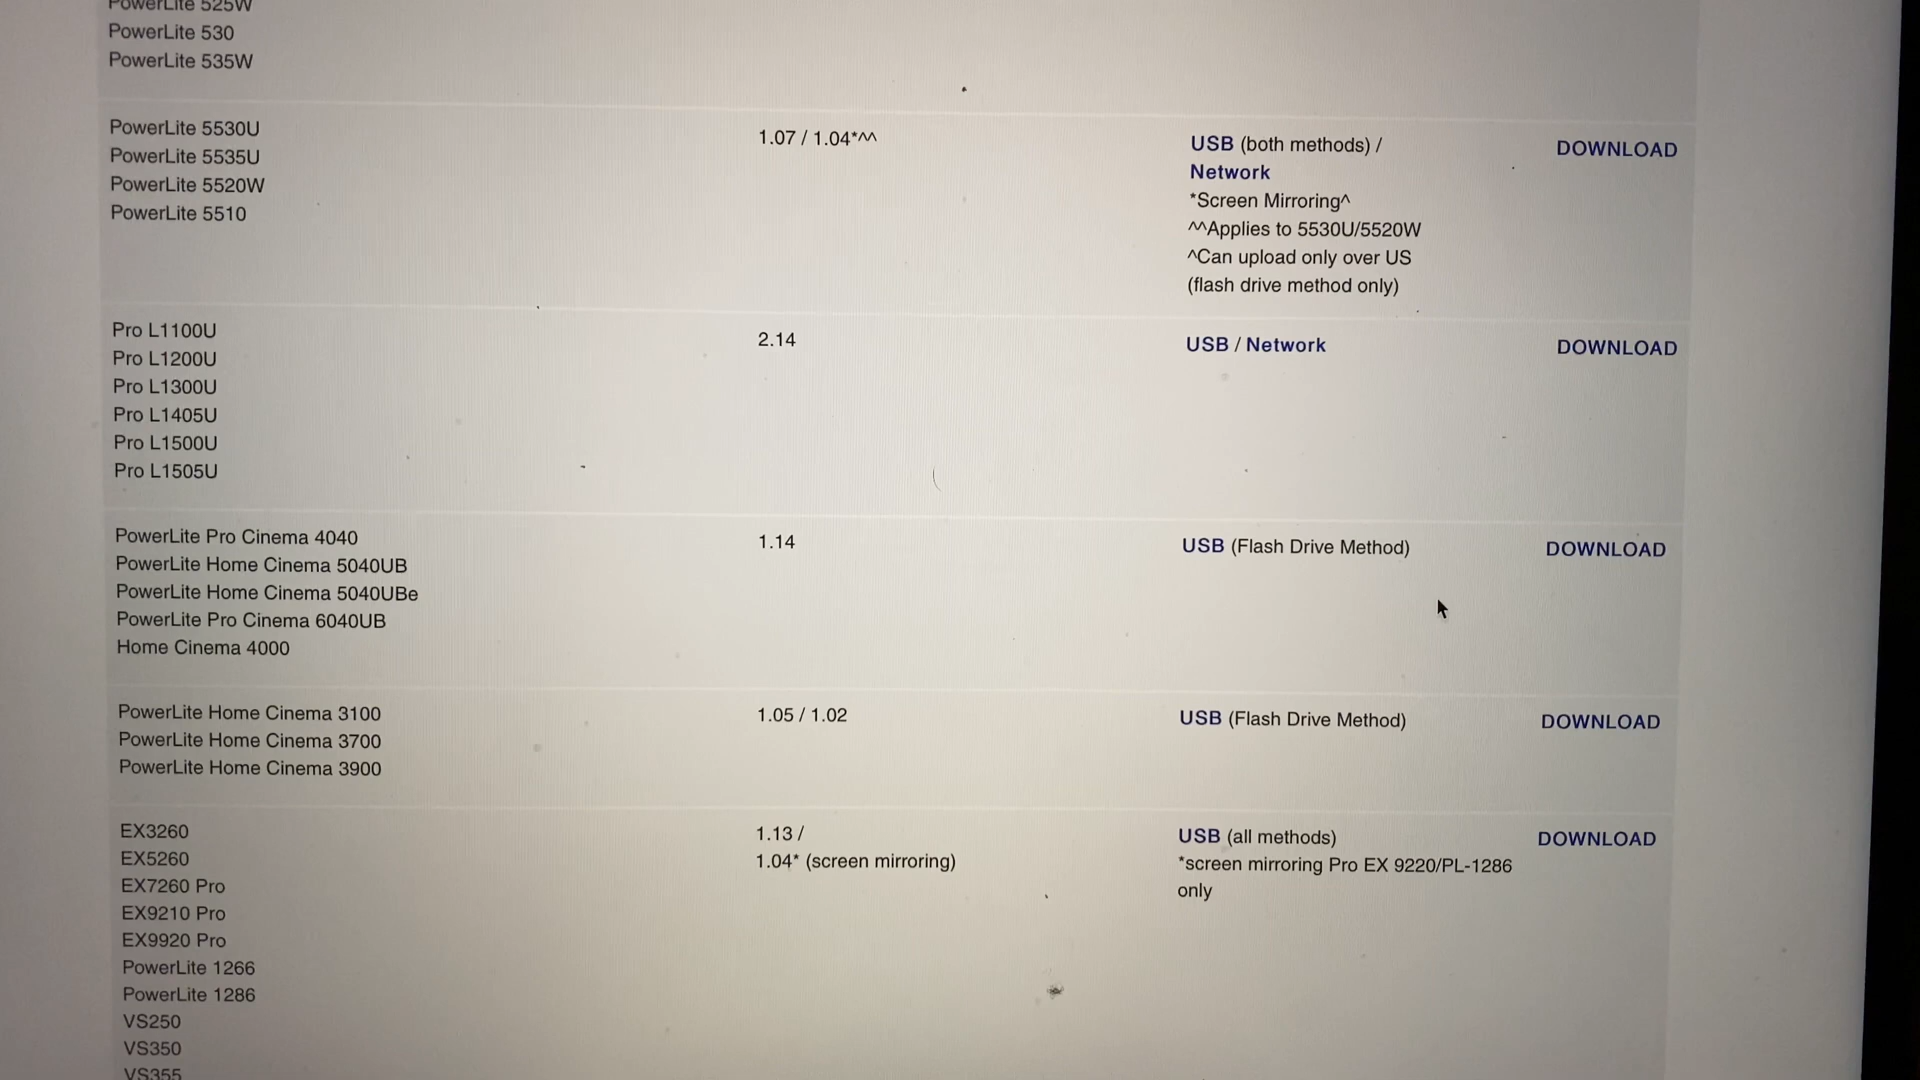 PowerLite 525W
PowerLite 530
PowerLite 535W
PowerLite 5530U
PowerLite 5535U
PowerLite 5520W
PowerLite 5510
1.07 / 1.04*^^
USB (both methods) /
Network
*Screen Mirroring^
^^Applies to 5530U/5520W
^Can upload only over US
(flash drive method only)
DOWNLOAD
Pro L1100U
Pro L1200U
Pro L1300U
Pro L1405U
Pro L1500U
Pro L1505U
2.14
USB / Network
DOWNLOAD
PowerLite Pro Cinema 4040
PowerLite Home Cinema 5040UB
PowerLite Home Cinema 5040UBe
PowerLite Pro Cinema 6040UB
Home Cinema 4000
1.14
USB (Flash Drive Method)
DOWNLOAD
PowerLite Home Cinema 3100
PowerLite Home Cinema 3700
PowerLite Home Cinema 3900
1.05 / 1.02
USB (Flash Drive Method)
DOWNLOAD
EX3260
EX5260
EX7260 Pro
EX9210 Pro
EX9920 Pro
PowerLite 1266
PowerLite 1286
VS250
VS350
VS355
1.13 /
1.04* (screen mirroring)
USB (all methods)
*screen mirroring Pro EX 9220/PL-1286
only
DOWNLOAD